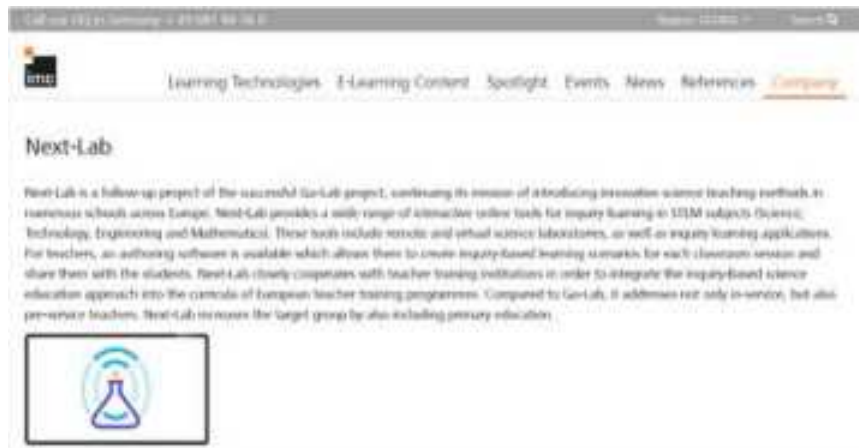 Call our HQ in Germany
Search
imc
Learning Technologies E-Learning Content Spotlight Events News References Company
Next-Lab
Next-Lab is a follow-up project of the successful Go-Lab project, continuing its mission of introducing innovative science teaching methods in
numerous schools across Europe. Next-Lab provides a wide range of interactive online tools for inquiry learning in STEM subjects (Science,
Technology, Engineering and Mathematics). These tools include remote and virtual science laboratories, as well as inquiry learning applications.
For teachers, an authoring software is available which allows them to create inquiry-based learning scenarios for each classroom session and
share them with the students. Next-Lab closely cooperates with teacher training institutions in order to integrate the inquiry-based science
education approach into the curricula of European teacher training programmes. Compared to Go-Lab, it addresses not only in-service, but also
pre-service teachers. Next-Lab increases the target group by also including primary education.